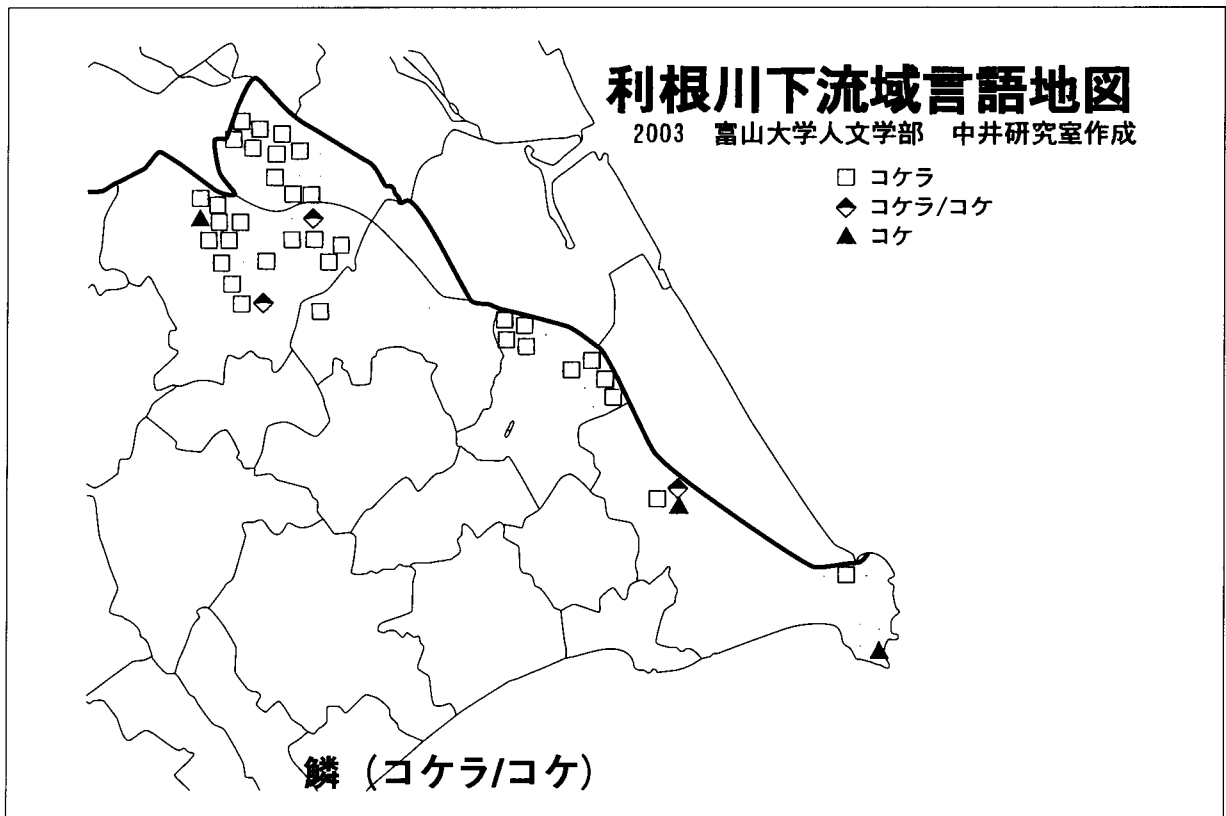 利根川下流域言語地図
2003 富山大学人文学部 中井研究室作成
□ コケラ
コケラ/コケ
▲ コケ
鱗 (コケラ/コケ)